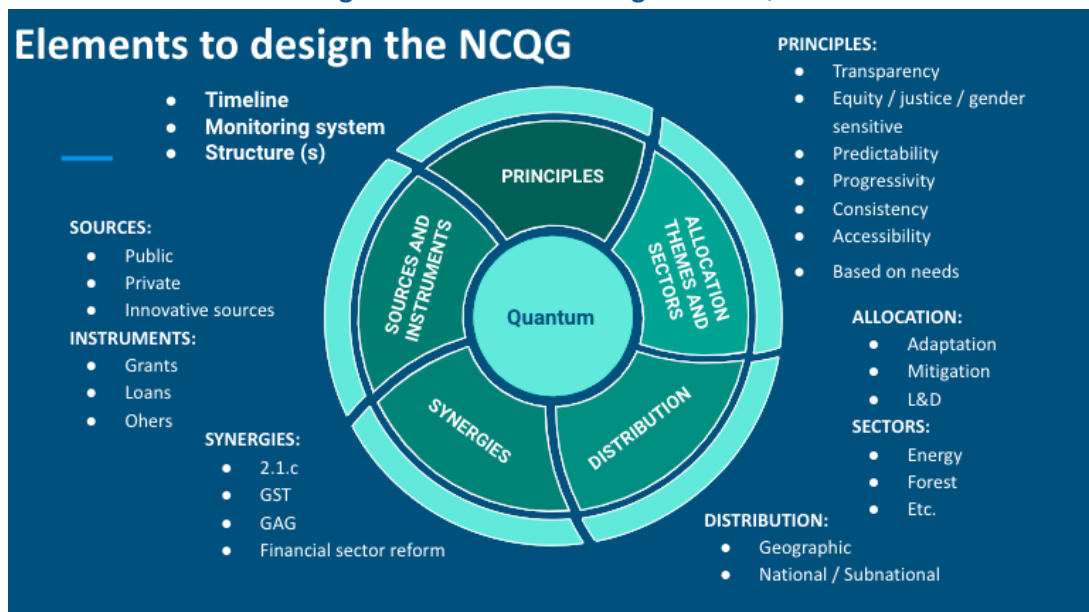 Elements to design the NCQG
● Timeline
● Monitoring system
● Structure (s)
SOURCES:
● Public
● Private
● Innovative sources
INSTRUMENTS:
● Grants
● Loans
● Ohers
SYNERGIES:
● 2.1.c
● GST
● GAG
● Financial sector reform
PRINCIPLES
ALLOCATION
THEMES AND
SECTORS
DISTRIBUTION
SYNERGIES
SOURCES AND
INSTRUMENTS
Quantum
PRINCIPLES:
● Transparency
● Equity / justice / gender
sensitive
● Predictability
● Progressivity
● Consistency
● Accessibility
● Based on needs
ALLOCATION:
● Adaptation
● Mitigation
● L&D
SECTORS:
● Energy
● Forest
● Etc.
DISTRIBUTION:
● Geographic
● National / Subnational